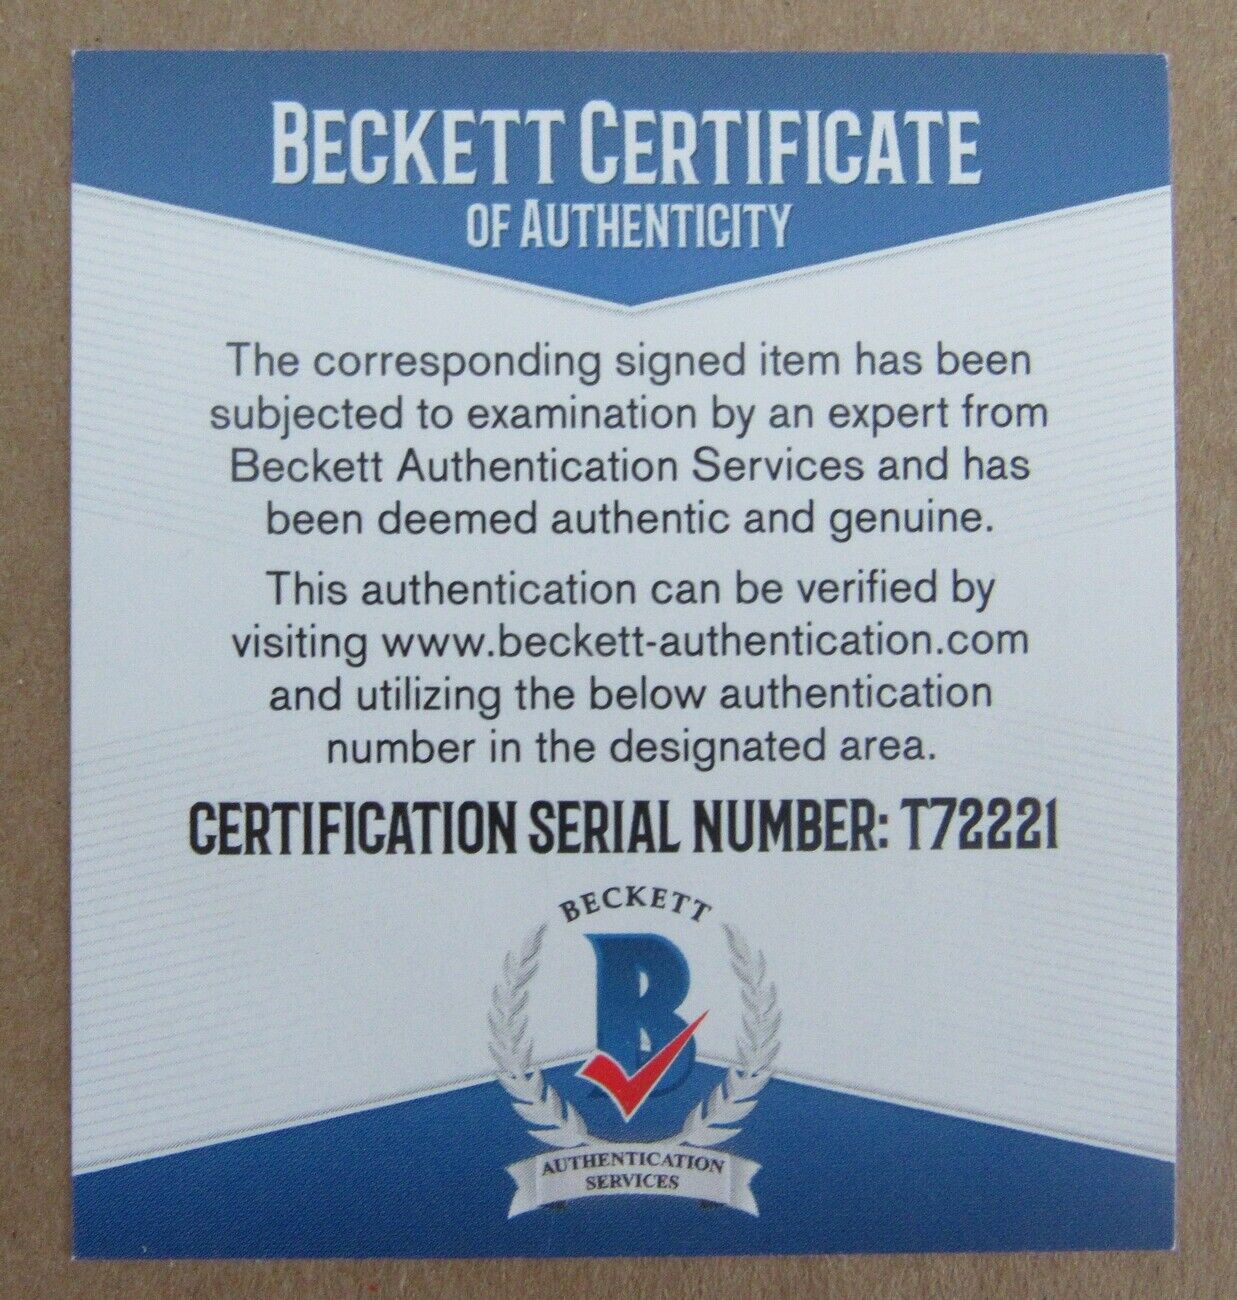 BECKETT CERTIFICATE
OF AUTHENTICITY
The corresponding signed item has been
subjected to examination by an expert from
Beckett Authentication Services and has
been deemed authentic and genuine.
This authentication can be verified by
visiting www.beckett-authentication.com
and utilizing the below authentication
number in the designated area.
CERTIFICATION SERIAL NUMBER: T72221
BECKETT
B
AUTHENTICATION
SERVICES